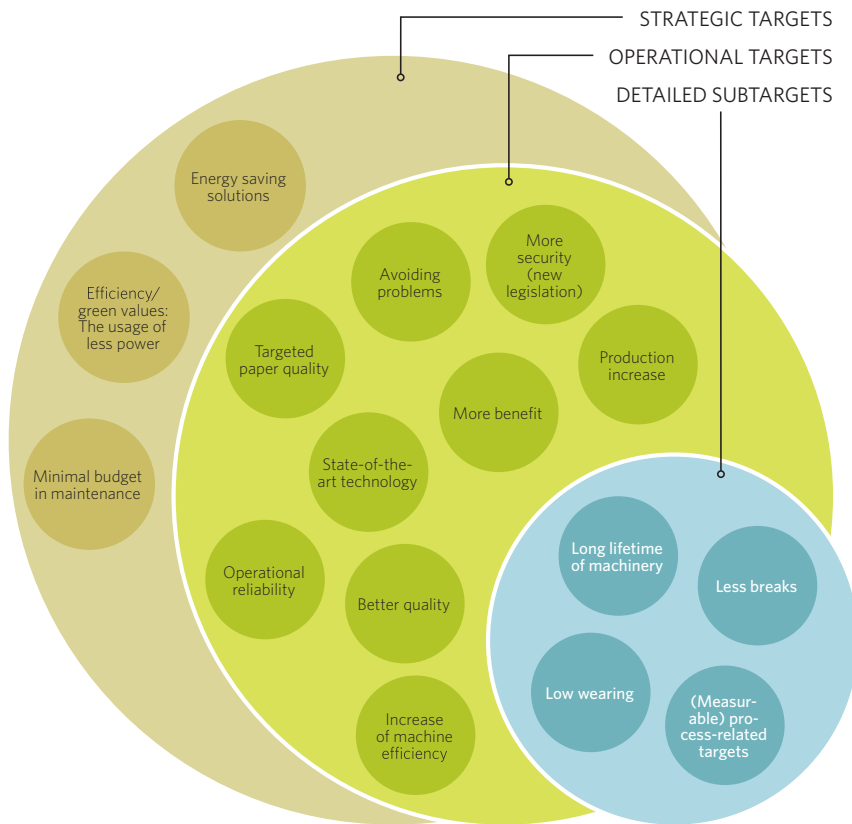 STRATEGIC TARGETS
OPERATIONAL TARGETS
DETAILED SUBTARGETS
Energy saving
solutions
Efficiency/
green values:
The usage of
less power
Minimal budget
in maintenance
More
security
(new
legislation)
Avoiding
problems
Targeted
paper quality
Production
increase
More benefit
State-of-the-
art technology
Operational
reliability
Better quality
Increase
of machine
efficiency
Long lifetime
of machinery
Less breaks
Low wearing
(Measur-
able) pro-
cess-related
targets